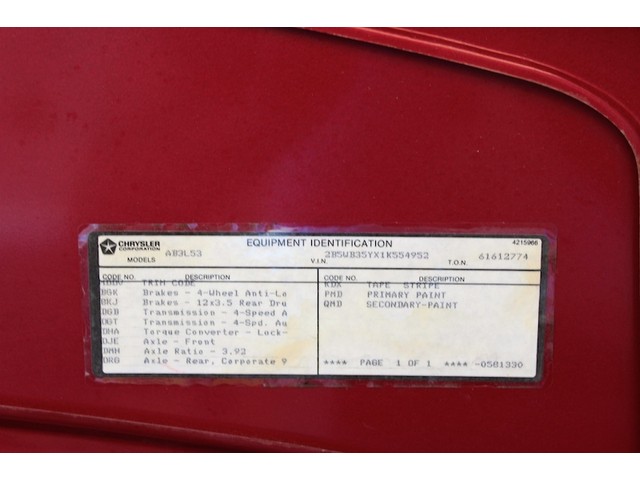 CHRYSLER CORPORATION EQUIPMENT IDENTIFICATION 4215966
MODELS AB3L53 V.I.N. 2B5WB35YX1K554952 T.O.N. 61612774
CODE NO. DESCRIPTION CODE NO. DESCRIPTION
TRIM CODE
BGK Brakes - 4-Wheel Anti-Lo
BRJ Brakes - 12x3.5 Rear Dru
DGB Transmission - 4-Speed A
DGT Transmission - 4-Spd. Au
DHA Torque Converter - Lock-
DJE Axle - Front
DMH Axle Ratio - 3.92
DRD Axle - Rear, Corporate 9
KDX TAPE STRIPE
PMD PRIMARY PAINT
QMD SECONDARY-PAINT
**** PAGE 1 OF 1 **** -0581330